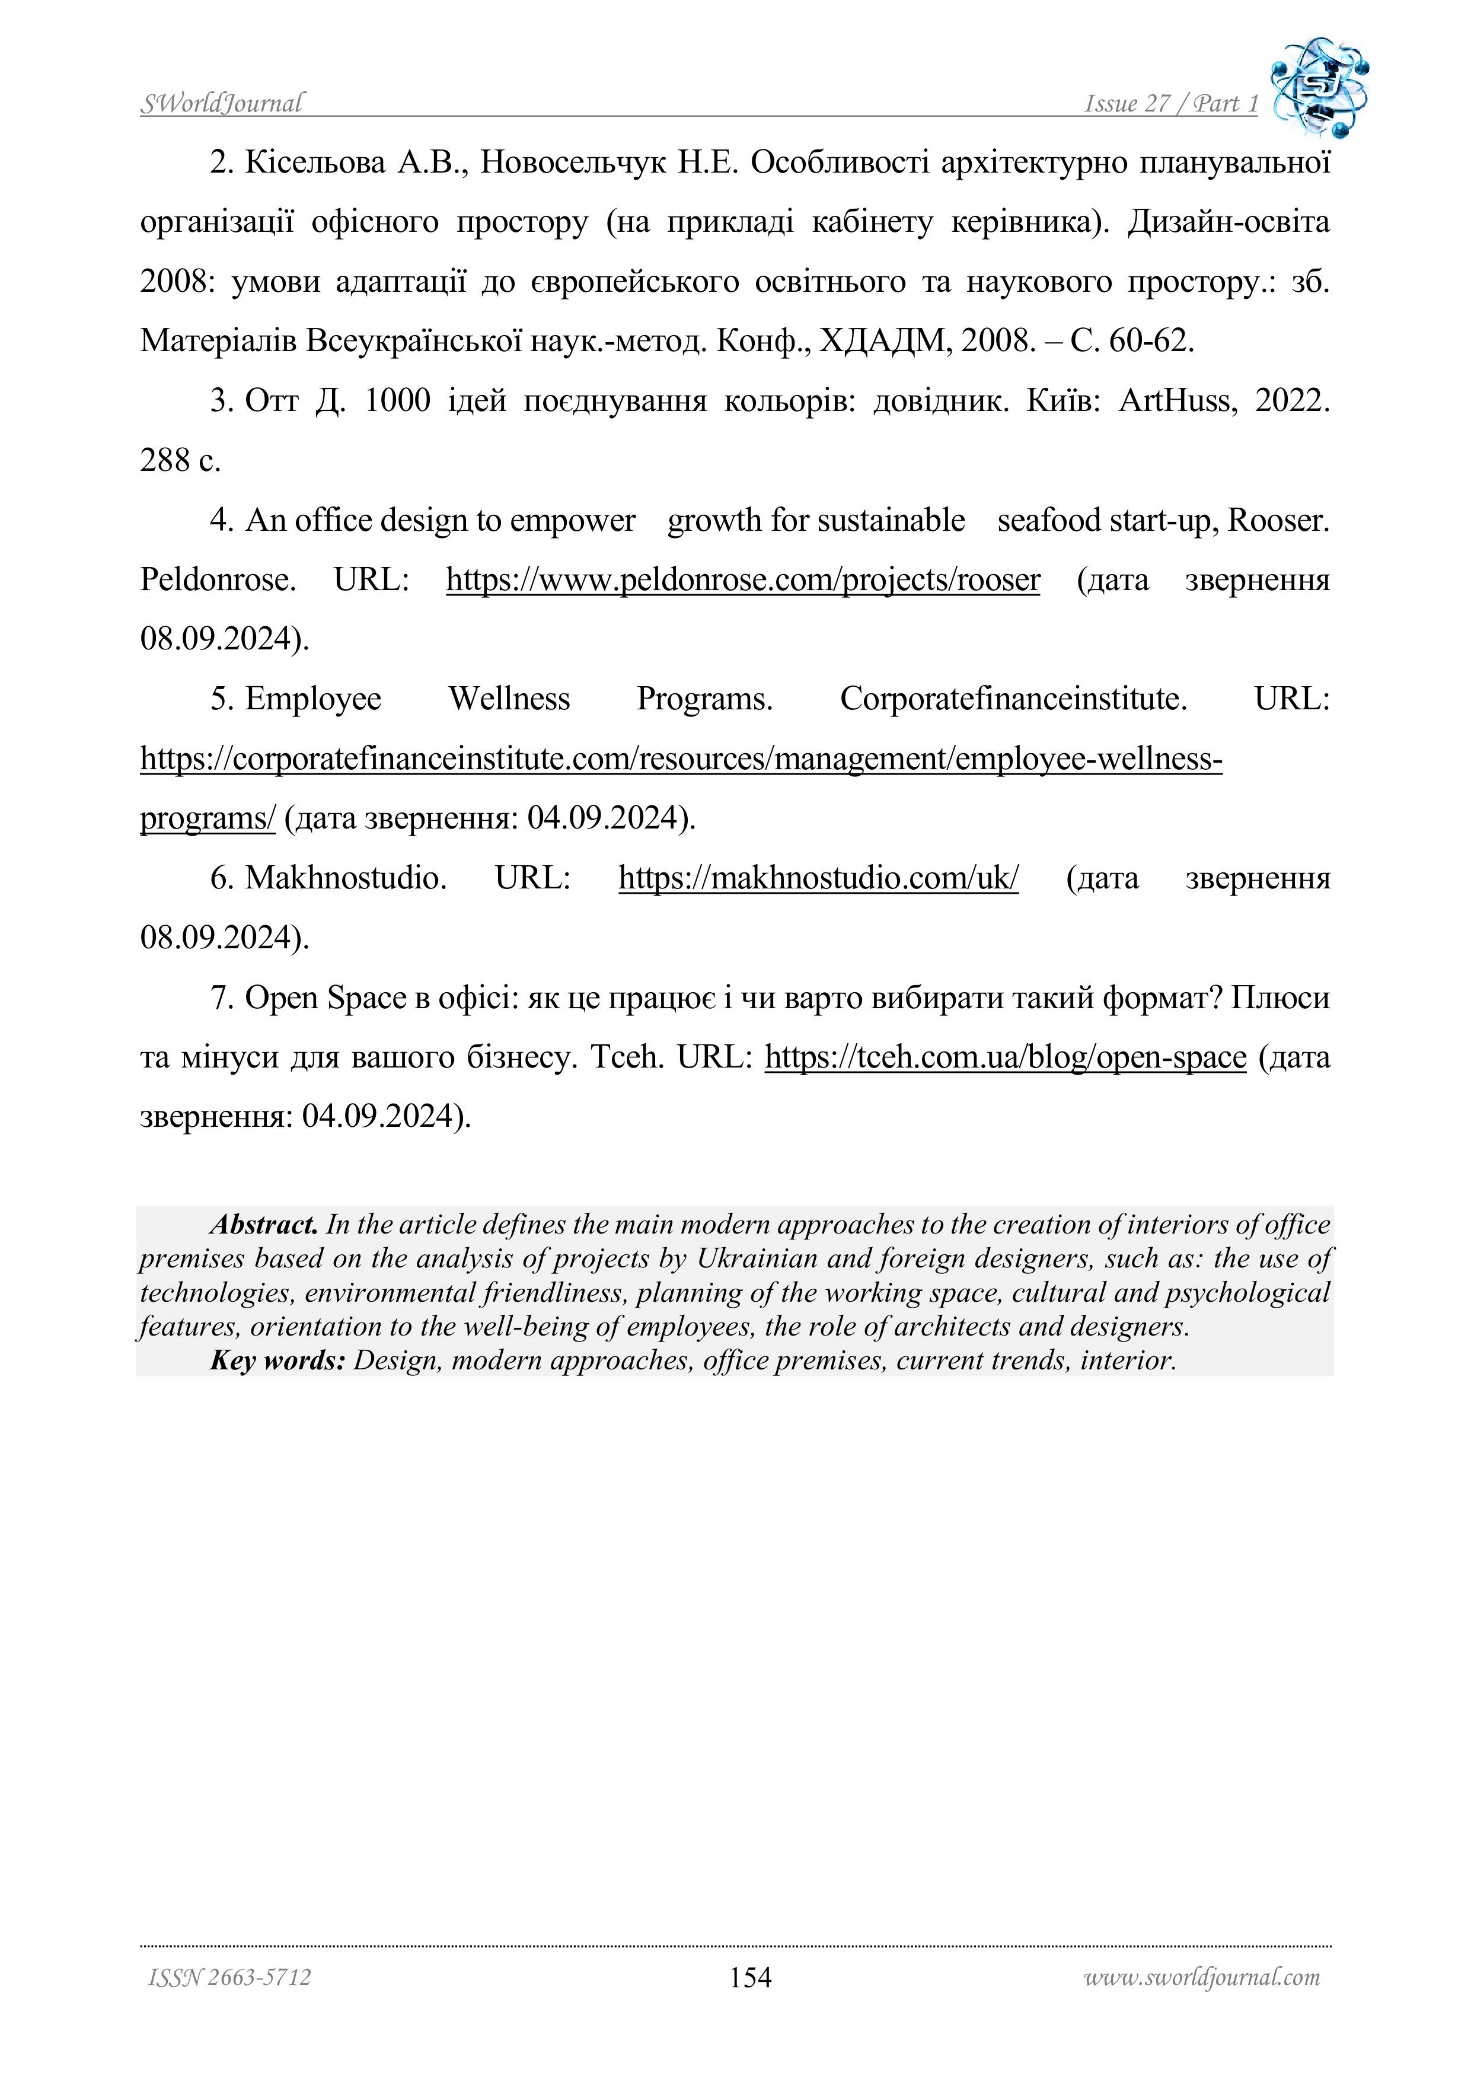 SWorldJournal Issue 27 / Part 1
SJ
2. Кісельова А.В., Новосельчук Н.Е. Особливості архітектурно планувальної
організації офісного простору (на прикладі кабінету керівника). Дизайн-освіта
2008: умови адаптації до європейського освітнього та наукового простору.: зб.
Матеріалів Всеукраїнської наук.-метод. Конф., ХДАДМ, 2008. – С. 60-62.
3. Отт Д. 1000 ідей поєднування кольорів: довідник. Київ: ArtHuss, 2022.
288 с.
4. An office design to empower growth for sustainable seafood start-up, Rooser.
Peldonrose. URL: https://www.peldonrose.com/projects/rooser (дата звернення
08.09.2024).
5. Employee Wellness Programs. Corporatefinanceinstitute. URL:
https://corporatefinanceinstitute.com/resources/management/employee-wellness-
programs/ (дата звернення: 04.09.2024).
6. Makhnostudio. URL: https://makhnostudio.com/uk/ (дата звернення
08.09.2024).
7. Open Space в офісі: як це працює і чи варто вибирати такий формат? Плюси
та мінуси для вашого бізнесу. Tceh. URL: https://tceh.com.ua/blog/open-space (дата
звернення: 04.09.2024).
Abstract. In the article defines the main modern approaches to the creation of interiors of office
premises based on the analysis of projects by Ukrainian and foreign designers, such as: the use of
technologies, environmental friendliness, planning of the working space, cultural and psychological
features, orientation to the well-being of employees, the role of architects and designers.
Key words: Design, modern approaches, office premises, current trends, interior.
ISSN 2663-5712 154 www.sworldjournal.com